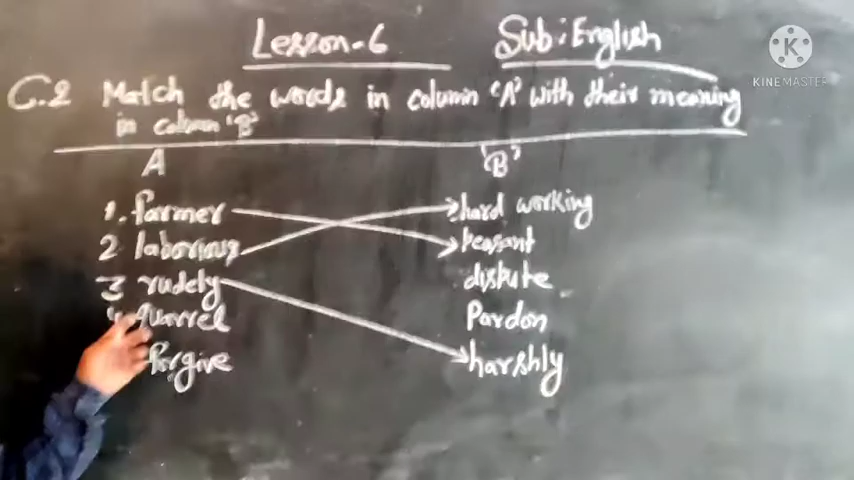 Lesson-6 Sub: English
K
KINEMASTER
C.2 Match the words in column 'A' with their meaning
in column 'B'
A 'B'
1. farmer hard working
2 laborious Peasant
3 rudely dispute
4. quarrel Pardon
forgive harshly